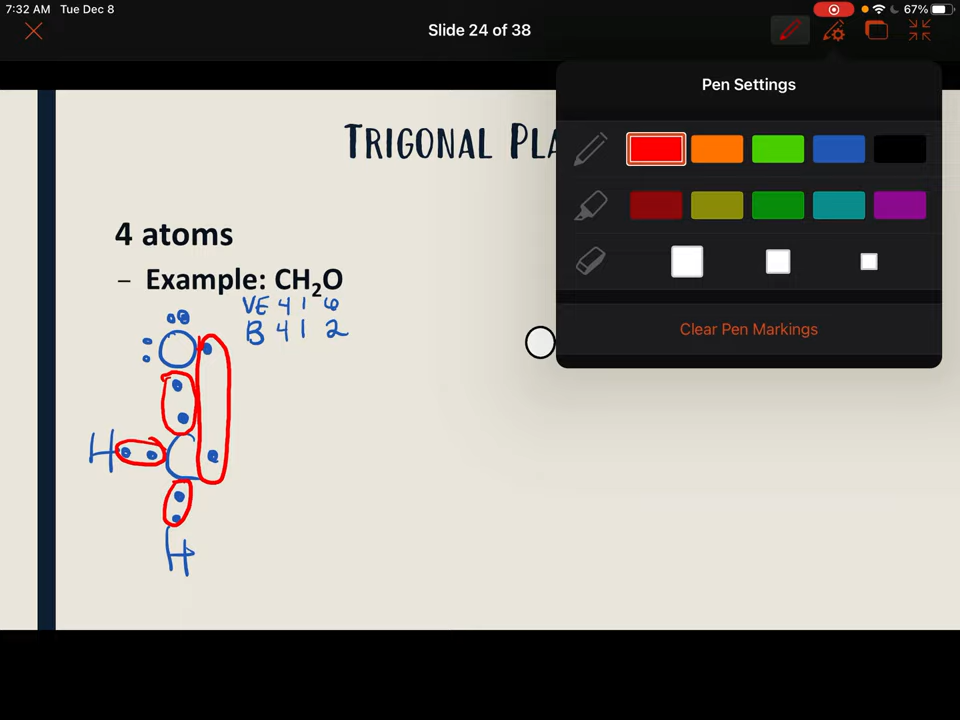 7:32 AM Tue Dec 8
67%
Slide 24 of 38
Pen Settings
Clear Pen Markings
TRIGONAL PLA
4 atoms
– Example: CH₂O
VE 4 1 6
B 4 1 2
O
H C
H